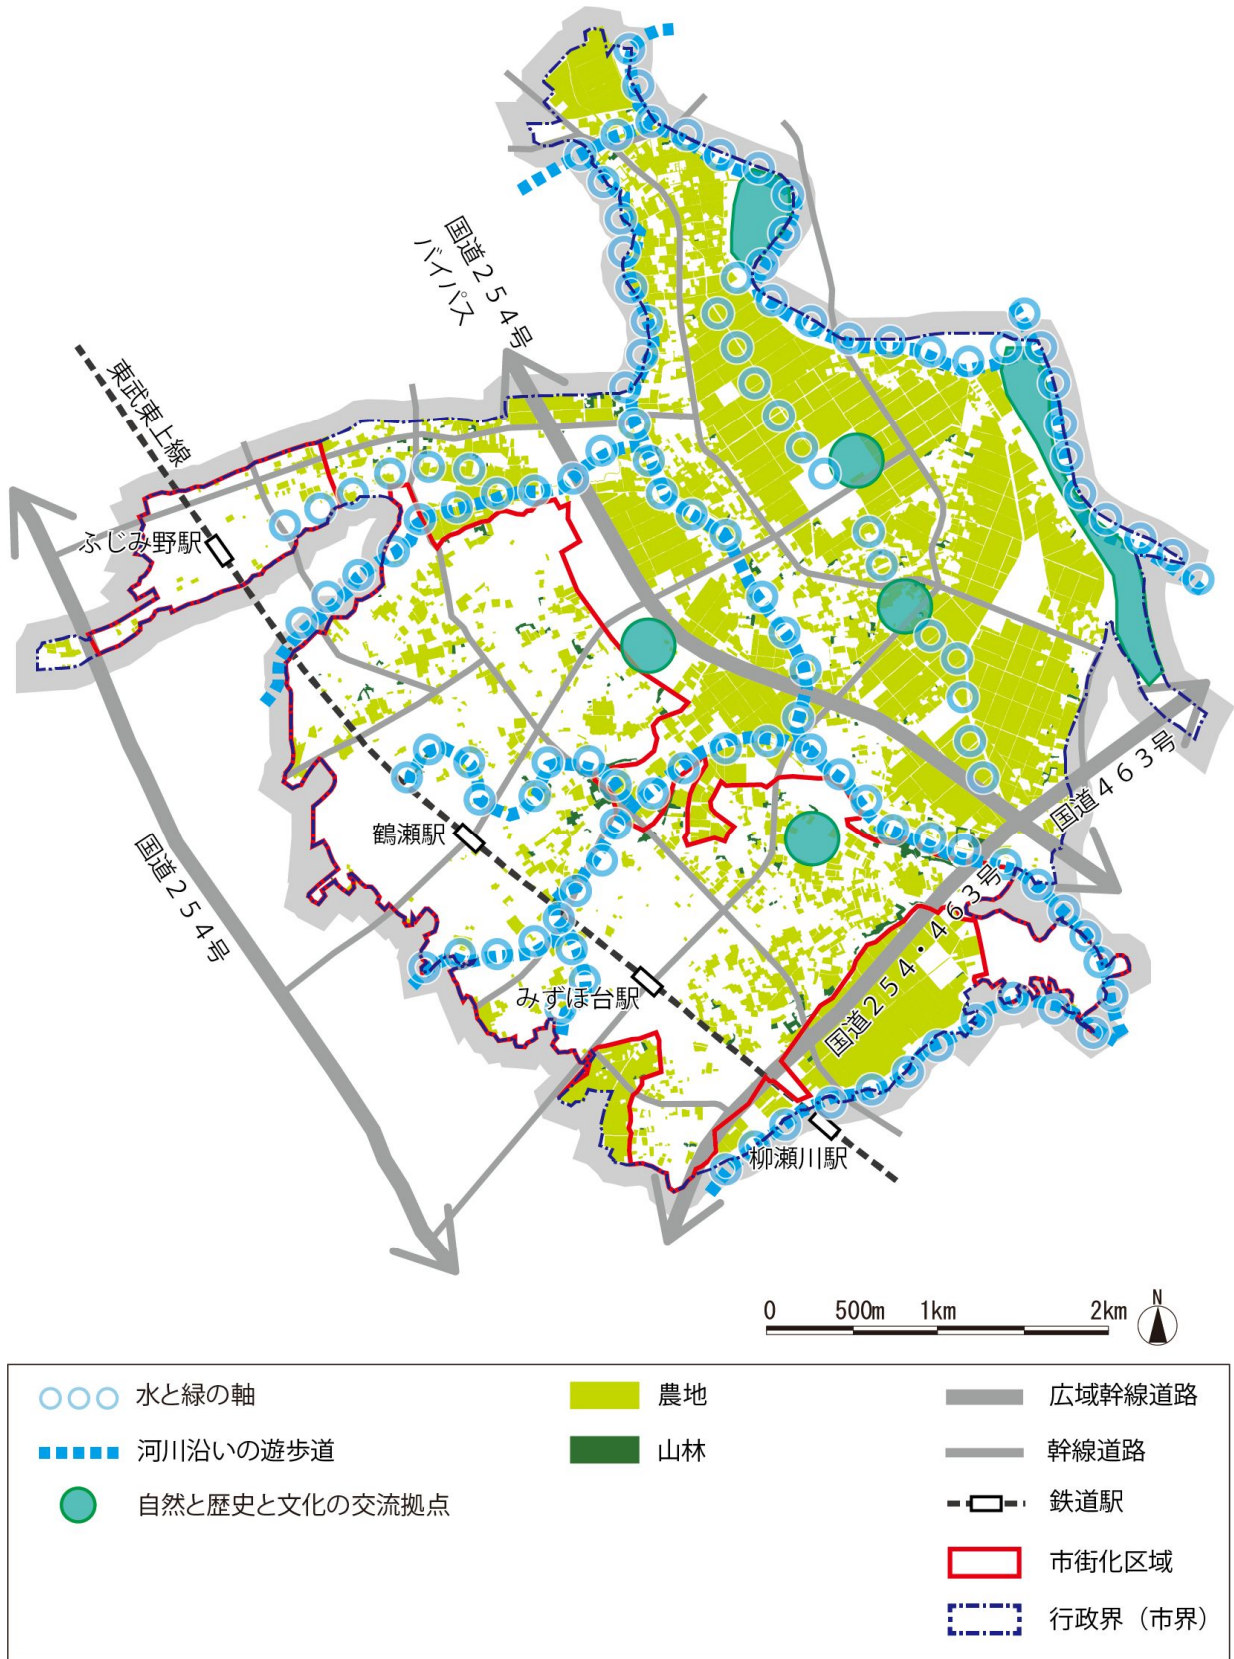 国道２５４号
バイパス
東武東上線
ふじみ野駅
国道４６３号
鶴瀬駅
国道２５４号
国道２５４・４６３号
みずほ台駅
柳瀬川駅
0 500m 1km 2km
N
水と緑の軸
河川沿いの遊歩道
自然と歴史と文化の交流拠点
農地
山林
広域幹線道路
幹線道路
鉄道駅
市街化区域
行政界（市界）